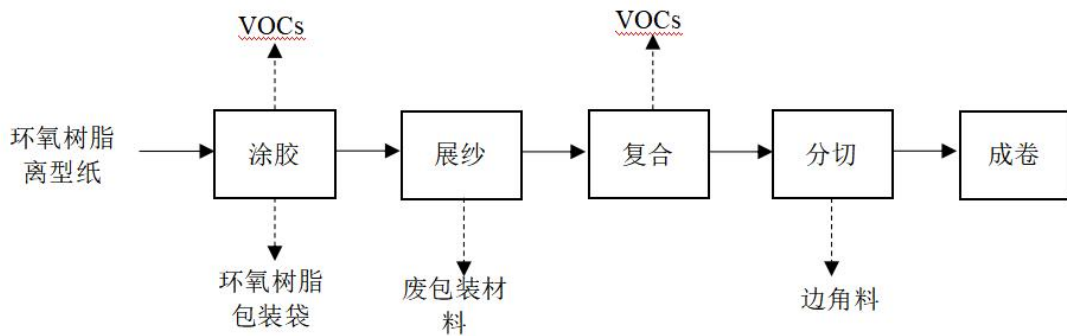 VOCs
VOCs
环氧树脂
离型纸
涂胶
展纱
复合
分切
成卷
环氧树脂
包装袋
废包装材
料
边角料